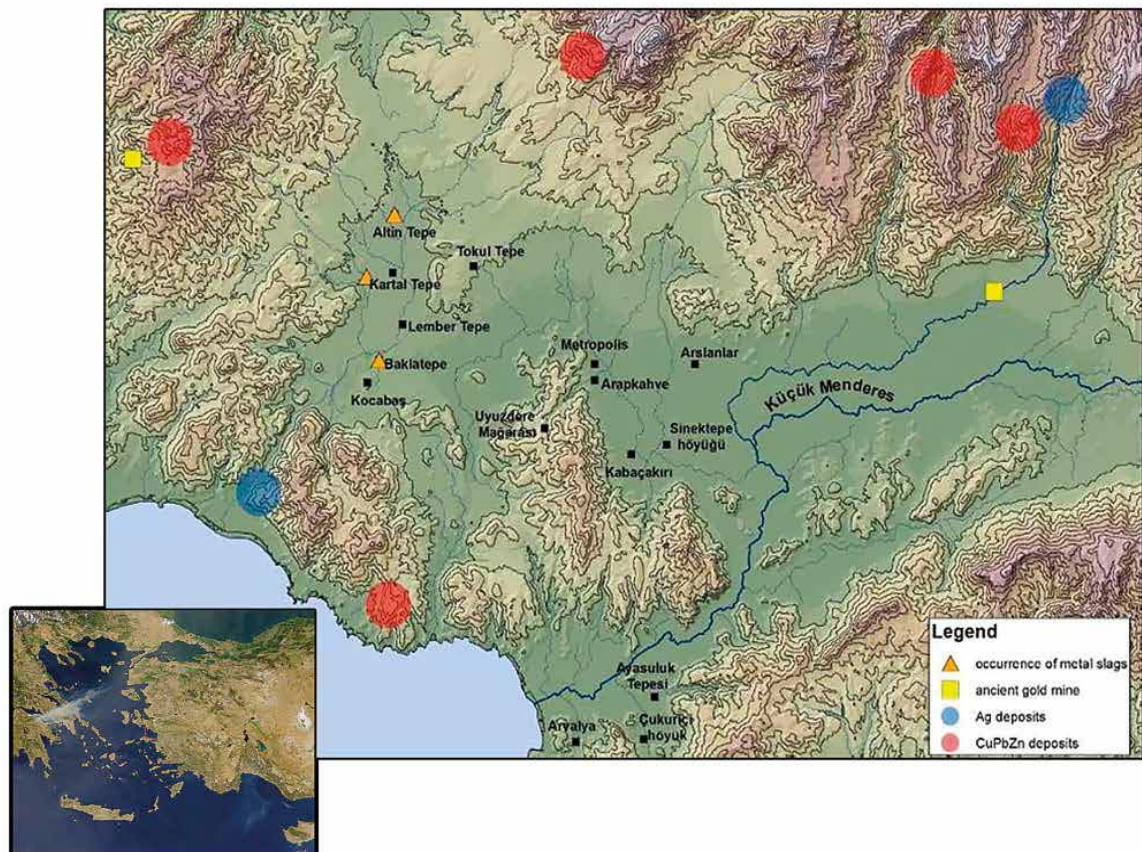 Altin Tepe
Tokul Tepe
Kartal Tepe
Lember Tepe
Metropolis
Arslanlar
Baklatepe
Arapkahve
Kocabaş
Küçük Menderes
Uyuzdere
Mağarası
Sinektepe
höyüğü
Kabaçakırı
Ayasuluk
Tepesi
Arvalya
Çukuriçi
höyük
Legend
occurrence of metal slags
ancient gold mine
Ag deposits
CuPbZn deposits